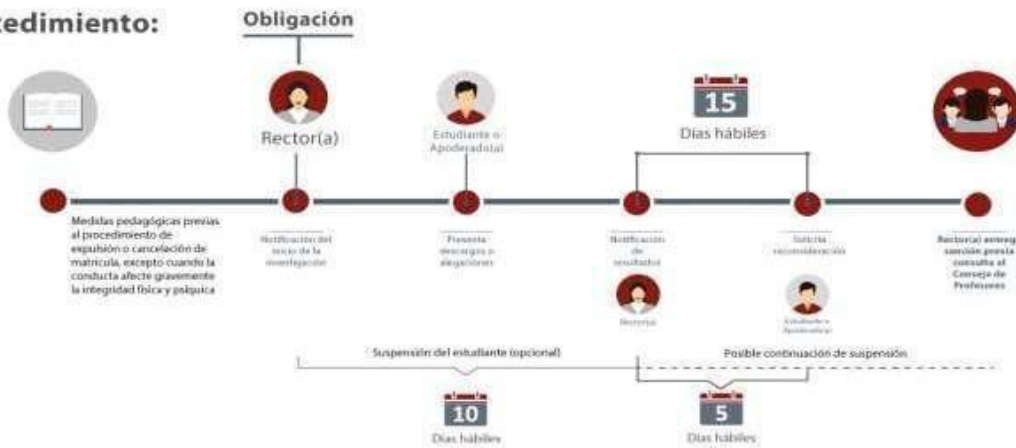 cedimiento:
Obligación
Rector(a)
Estudiante o
Apoderado(a)
15
Días hábiles
Medidas pedagógicas previas
al procedimiento de
expulsión o cancelación de
matrícula, excepto cuando la
conducta afecte gravemente
la integridad física y psíquica
Notificación del
inicio de la
investigación
Presenta
descargos o
alegaciones
Notificación
de
resultados
Rector(a)
Solicita
reconsideración
Estudiante o
Apoderado(a)
Rector(a) entrega
sanción previa
consulta al
Consejo de
Profesores
Suspensión del estudiante (opcional)
Posible continuación de suspensión
10
Días hábiles
5
Días hábiles